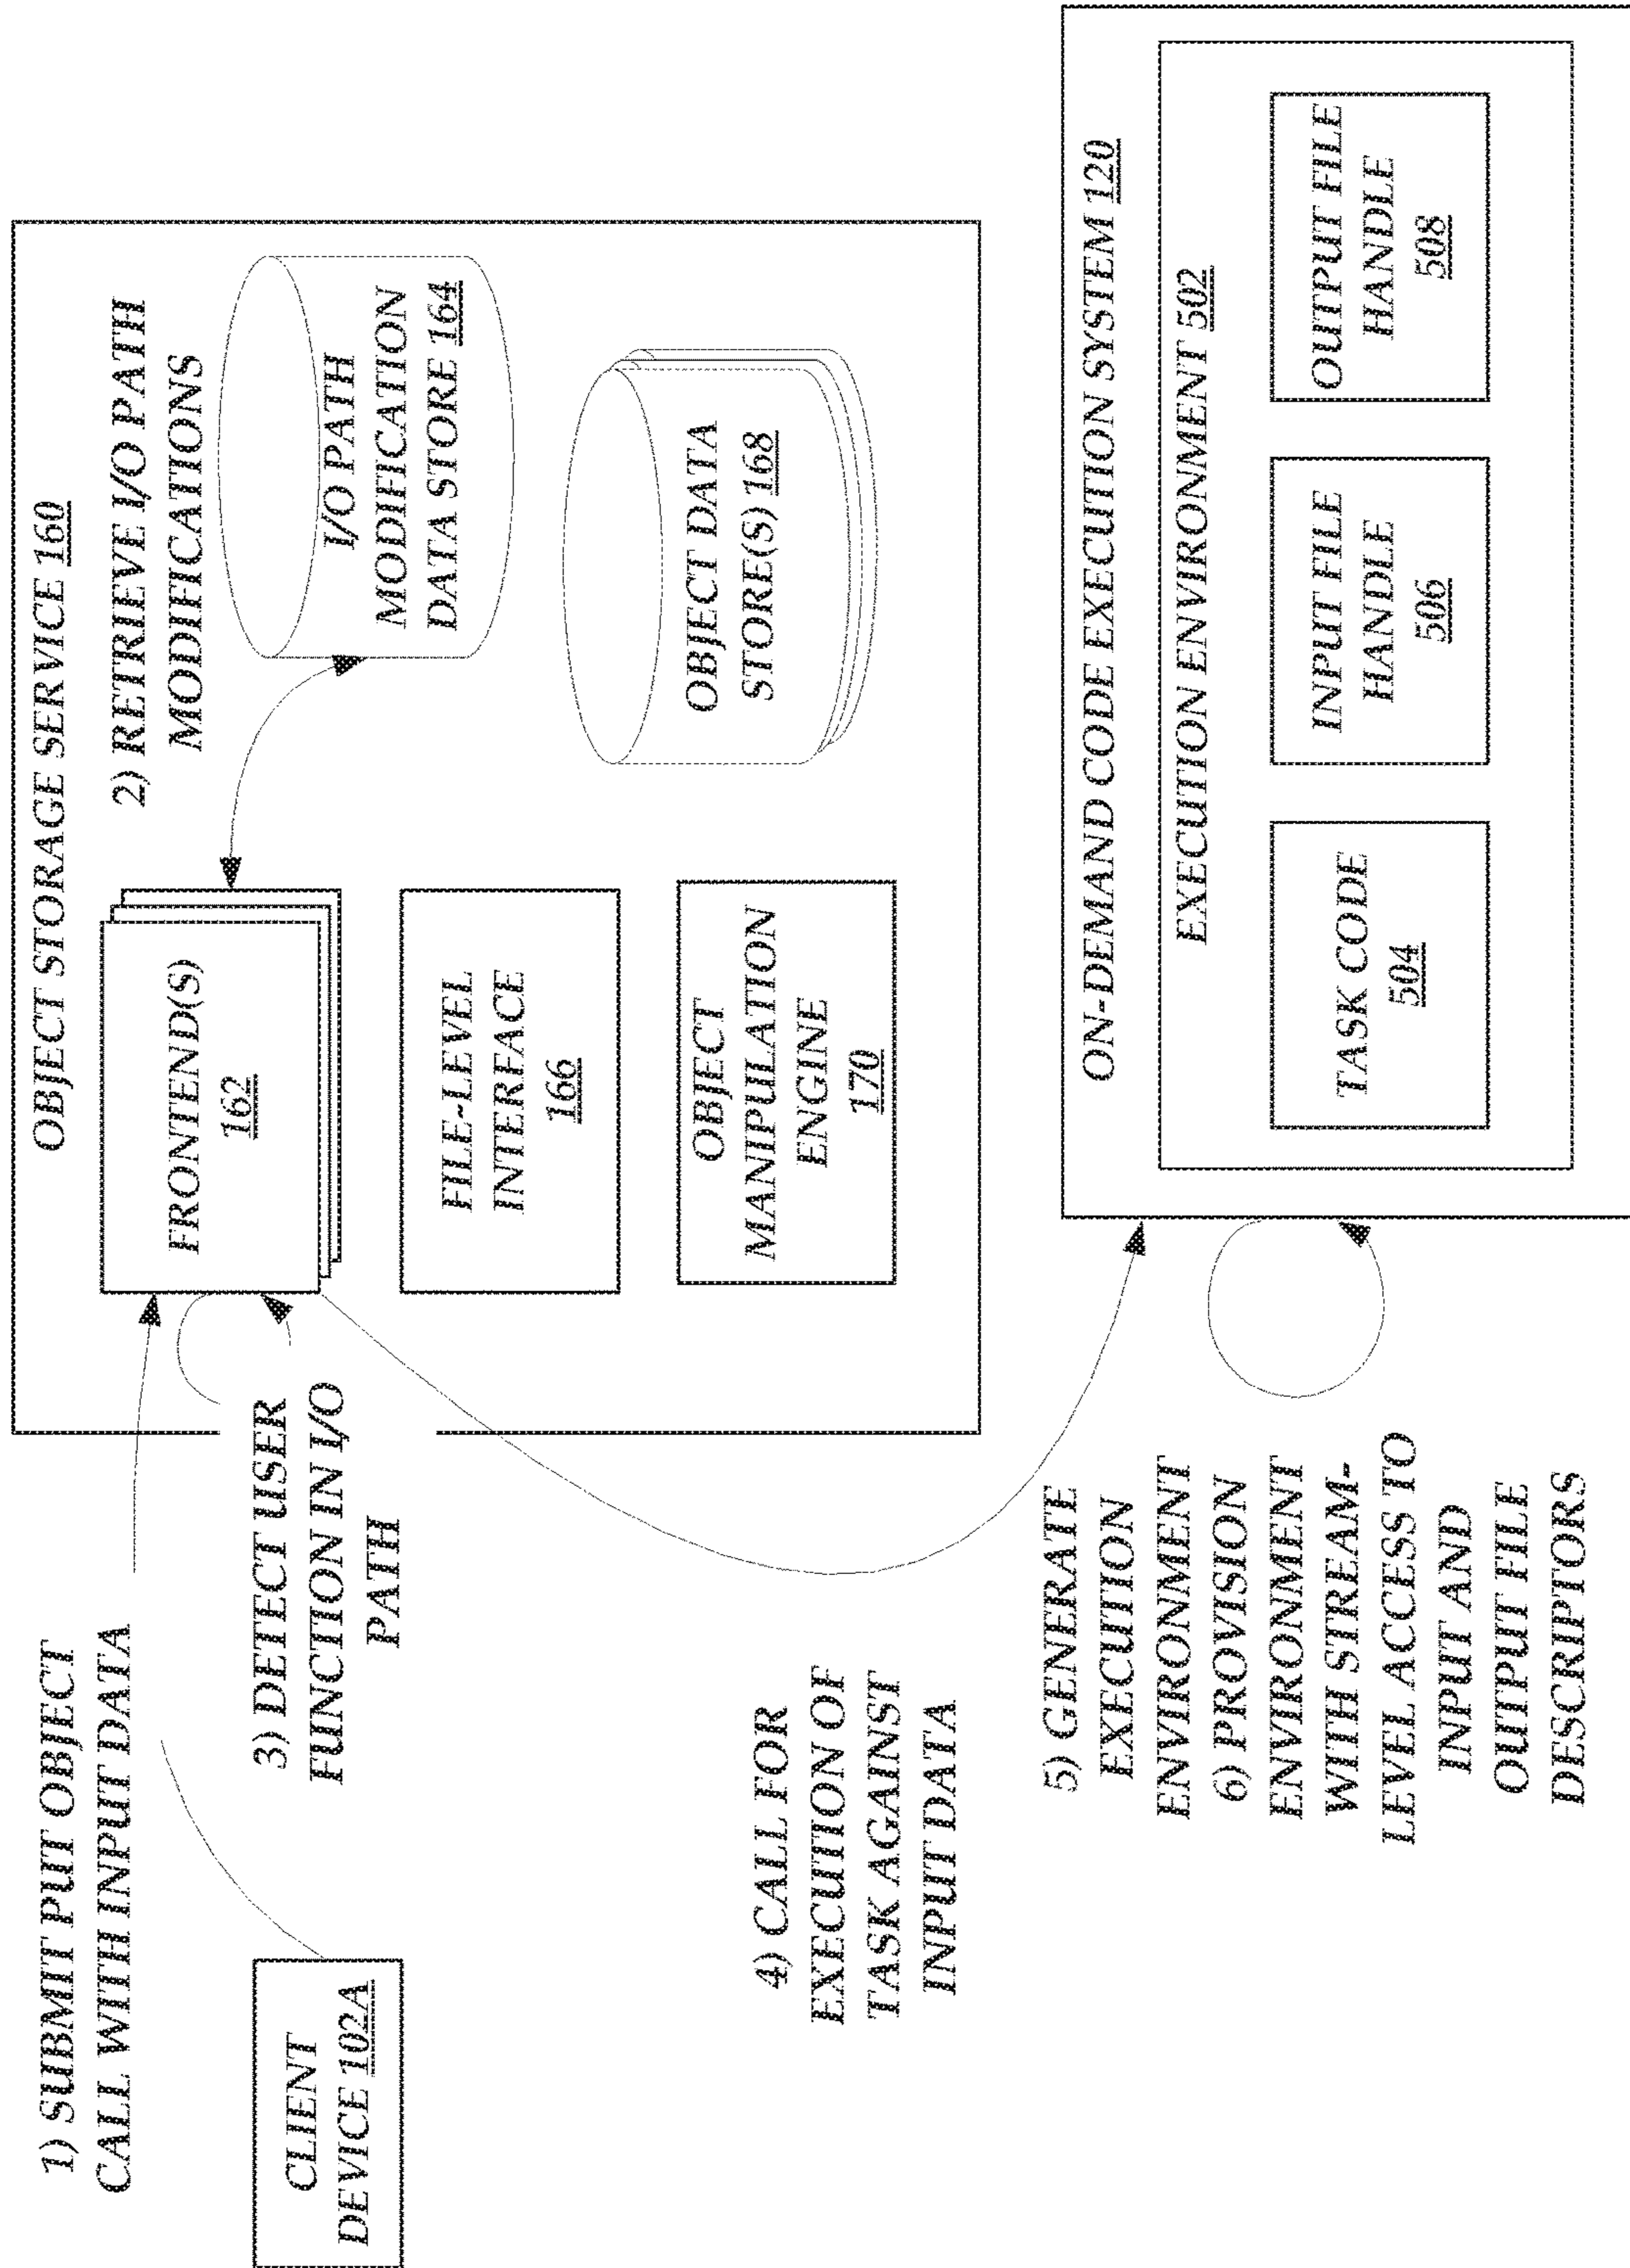 1) SUBMIT PUT OBJECT
CALL WITH INPUT DATA
CLIENT
DEVICE 102A
OBJECT STORAGE SERVICE 160
FRONTEND(S)
162
2) RETRIEVE I/O PATH
MODIFICATIONS
I/O PATH
MODIFICATION
DATA STORE 164
3) DETECT USER
FUNCTION IN I/O
PATH
FILE-LEVEL
INTERFACE
166
OBJECT DATA
STORE(S) 168
OBJECT
MANIPULATION
ENGINE
170
4) CALL FOR
EXECUTION OF
TASK AGAINST
INPUT DATA
5) GENERATE
EXECUTION
ENVIRONMENT
6) PROVISION
ENVIRONMENT
WITH STREAM-
LEVEL ACCESS TO
INPUT AND
OUTPUT FILE
DESCRIPTORS
ON-DEMAND CODE EXECUTION SYSTEM 120
EXECUTION ENVIRONMENT 502
TASK CODE
504
INPUT FILE
HANDLE
506
OUTPUT FILE
HANDLE
508